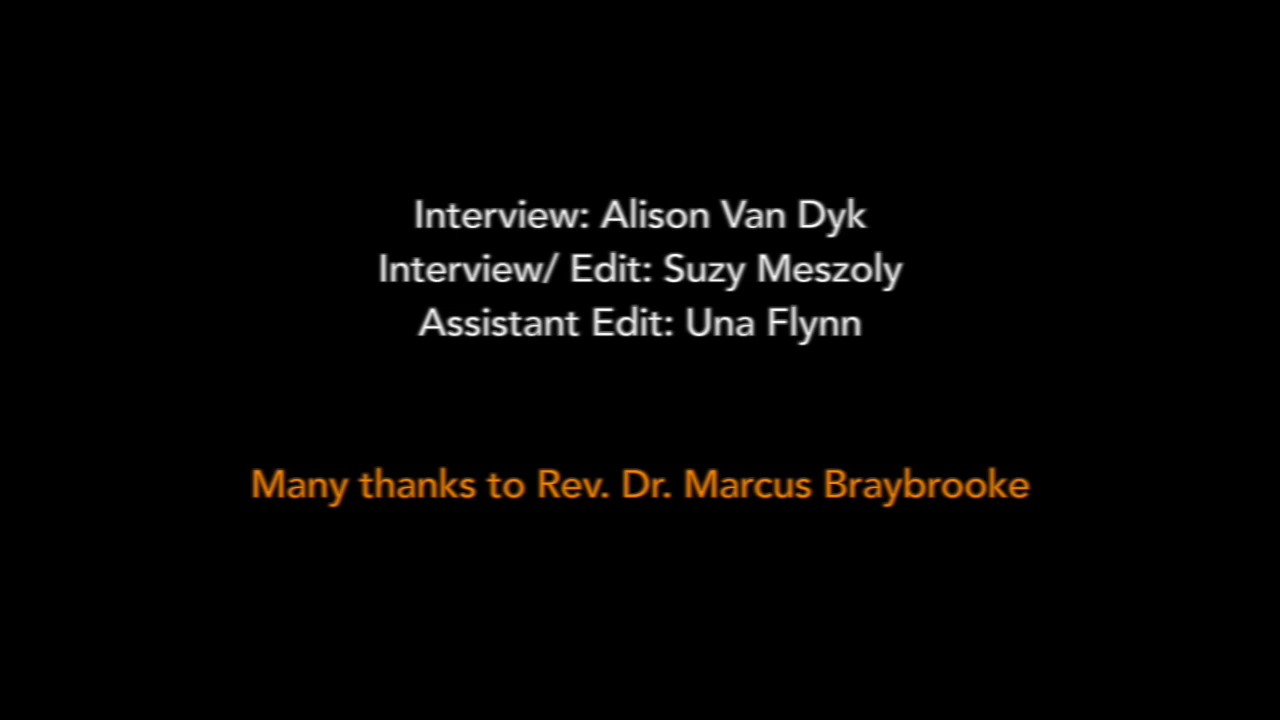 Interview: Alison Van Dyk
Interview/ Edit: Suzy Meszoly
Assistant Edit: Una Flynn
Many thanks to Rev. Dr. Marcus Braybrooke